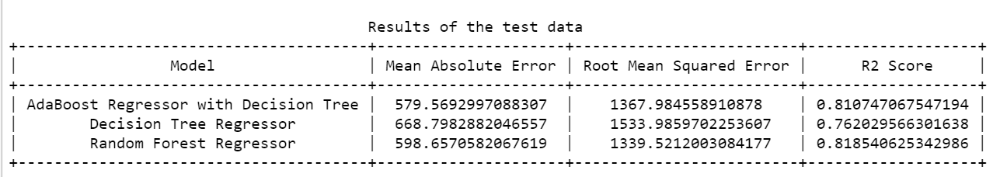 Results of the test data
+-------------------------------------+---------------------+-------------------------+-------------------+
| Model | Mean Absolute Error | Root Mean Squared Error | R2 Score |
+-------------------------------------+---------------------+-------------------------+-------------------+
| AdaBoost Regressor with Decision Tree | 579.5692997088307 | 1367.984558910878 | 0.810747067547194 |
| Decision Tree Regressor | 668.7982882046557 | 1533.9859702253607 | 0.762029566301638 |
| Random Forest Regressor | 598.6570582067619 | 1339.5212003084177 | 0.818540625342986 |
+-------------------------------------+---------------------+-------------------------+-------------------+